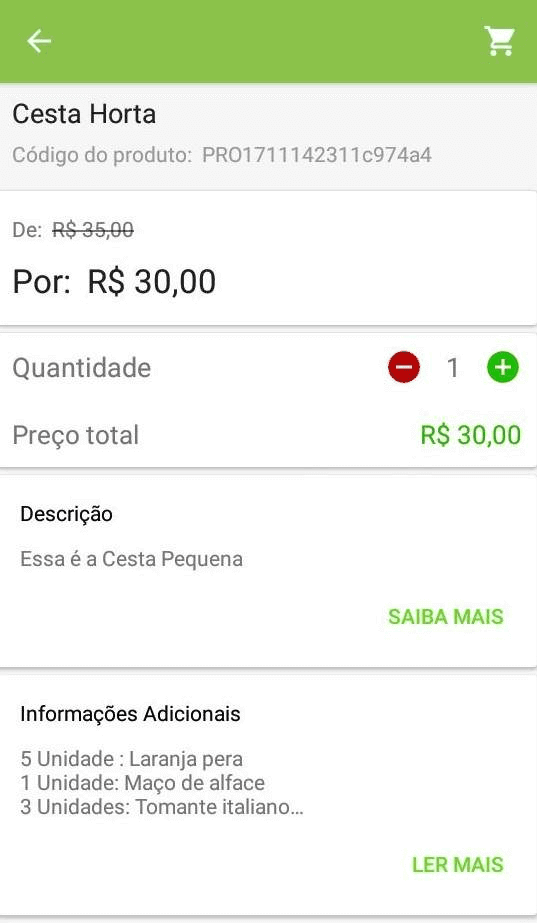 Cesta Horta
Código do produto: PRO1711142311c974a4
De: R$ 35,00
Por: R$ 30,00
Quantidade 1
Preço total R$ 30,00
Descrição
Essa é a Cesta Pequena
SAIBA MAIS
Informações Adicionais
5 Unidade : Laranja pera
1 Unidade: Maço de alface
3 Unidades: Tomante italiano...
LER MAIS